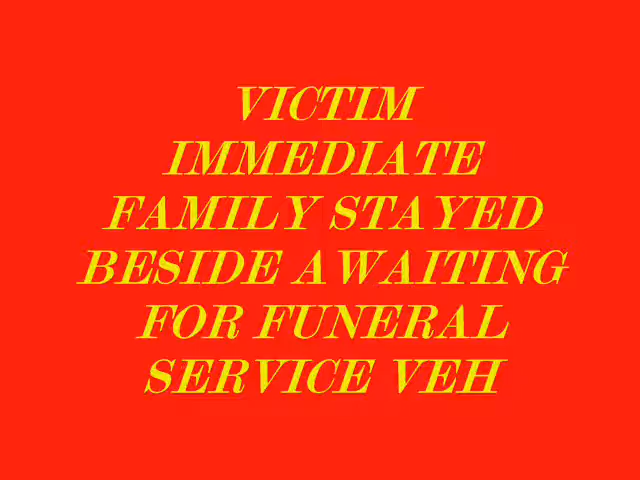 VICTIM
IMMEDIATE
FAMILY STAYED
BESIDE AWAITING
FOR FUNERAL
SERVICE VEH